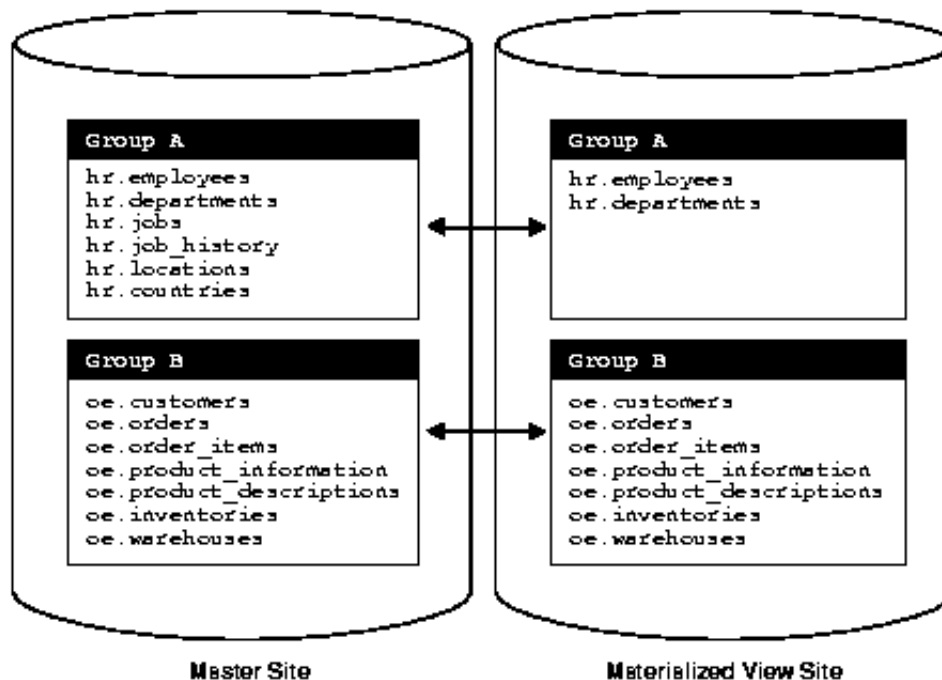 Group A
hr.employees
hr.departments
hr.jobs
hr.job_history
hr.locations
hr.countries
Group B
oe.customers
oe.orders
oe.order_items
oe.product_information
oe.product_descriptions
oe.inventories
oe.warehouses
Master Site
Group A
hr.employees
hr.departments
Group B
oe.customers
oe.orders
oe.order_items
oe.product_information
oe.product_descriptions
oe.inventories
oe.warehouses
Materialized View Site